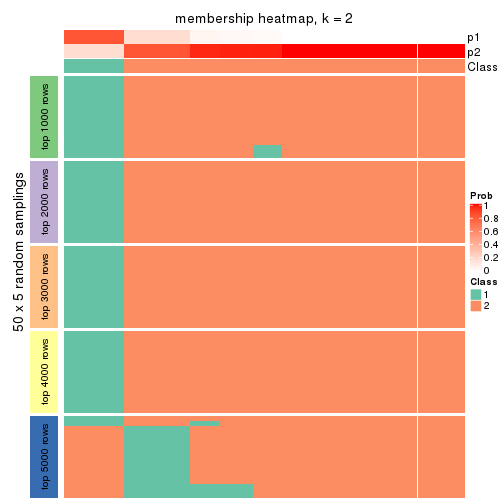 membership heatmap, k = 2
p1
p2
Class
50 x 5 random samplings
top 1000 rows
top 2000 rows
top 3000 rows
top 4000 rows
top 5000 rows
Prob
1
0.8
0.6
0.4
0.2
0
Class
1
2